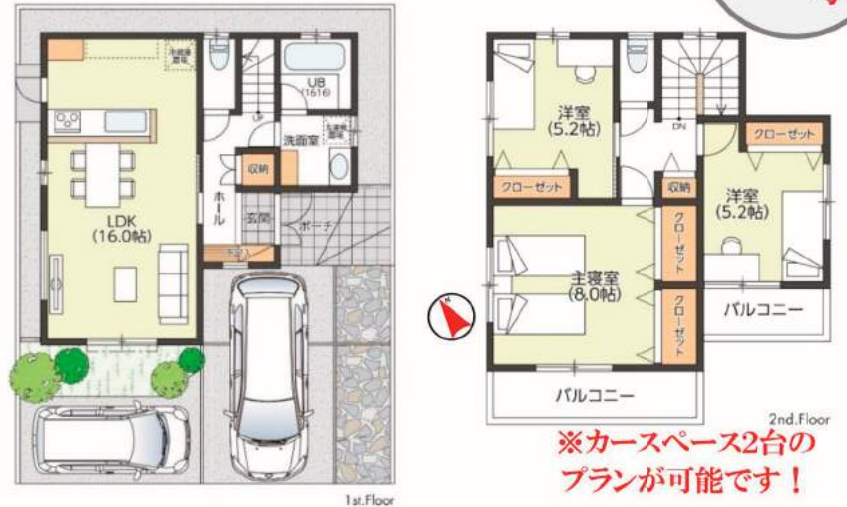 冷蔵庫
置場
UB
(1616)
UP
洗面室
洗濯機
置場
収納
LDK
(16.0帖)
ホール
玄関
ポーチ
下足入
1st.Floor
洋室
(5.2帖)
DN
クローゼット
クローゼット
収納
洋室
(5.2帖)
主寝室
(8.0帖)
クローゼット
クローゼット
バルコニー
バルコニー
N
2nd.Floor
※カースペース2台の
プランが可能です！